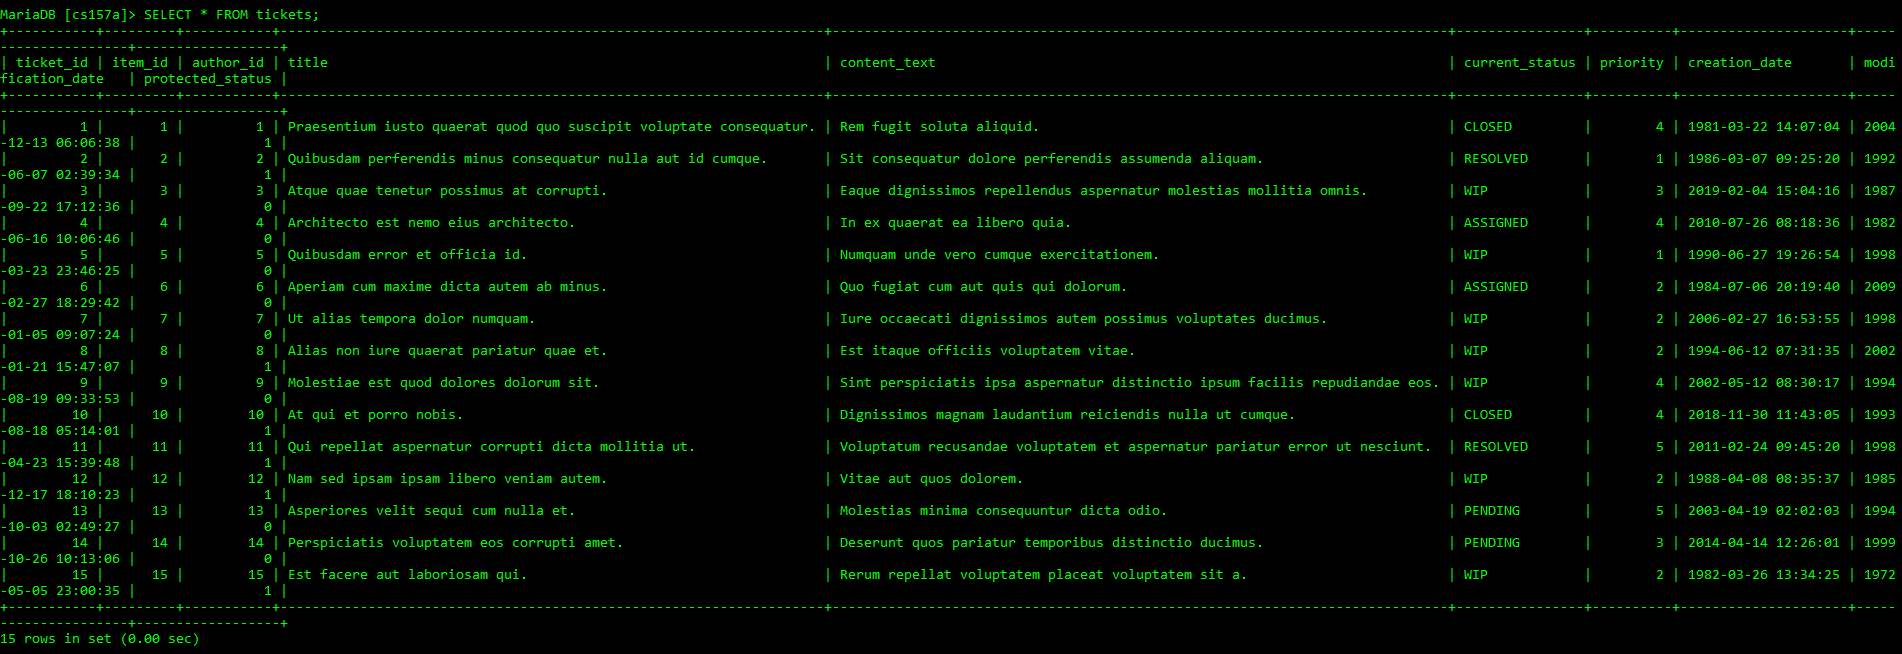 MariaDB [cs157a]> SELECT * FROM tickets;
+-----------+---------+-----------+--------------------------------------------------------------------+-----------------------------------------------------------------------------+----------------+----------+---------------------+-----
----------------+------------------+
| ticket_id | item_id | author_id | title                                                              | content_text                                                                | current_status | priority | creation_date       | modi
fication_date   | protected_status |
+-----------+---------+-----------+--------------------------------------------------------------------+-----------------------------------------------------------------------------+----------------+----------+---------------------+-----
----------------+------------------+
|         1 |       1 |         1 | Praesentium iusto quaerat quod quo suscipit voluptate consequatur. | Rem fugit soluta aliquid.                                                   | CLOSED         |        4 | 1981-03-22 14:07:04 | 2004
-12-13 06:06:38 |                1 |
|         2 |       2 |         2 | Quibusdam perferendis minus consequatur nulla aut id cumque.       | Sit consequatur dolore perferendis assumenda aliquam.                       | RESOLVED       |        1 | 1986-03-07 09:25:20 | 1992
-06-07 02:39:34 |                1 |
|         3 |       3 |         3 | Atque quae tenetur possimus at corrupti.                           | Eaque dignissimos repellendus aspernatur molestias mollitia omnis.          | WIP            |        3 | 2019-02-04 15:04:16 | 1987
-09-22 17:12:36 |                0 |
|         4 |       4 |         4 | Architecto est nemo eius architecto.                               | In ex quaerat ea libero quia.                                               | ASSIGNED       |        4 | 2010-07-26 08:18:36 | 1982
-06-16 10:06:46 |                0 |
|         5 |       5 |         5 | Quibusdam error et officia id.                                     | Numquam unde vero cumque exercitationem.                                    | WIP            |        1 | 1990-06-27 19:26:54 | 1998
-03-23 23:46:25 |                0 |
|         6 |       6 |         6 | Aperiam cum maxime dicta autem ab minus.                           | Quo fugiat cum aut quis qui dolorum.                                        | ASSIGNED       |        2 | 1984-07-06 20:19:40 | 2009
-02-27 18:29:42 |                0 |
|         7 |       7 |         7 | Ut alias tempora dolor numquam.                                    | Iure occaecati dignissimos autem possimus voluptates ducimus.               | WIP            |        2 | 2006-02-27 16:53:55 | 1998
-01-05 09:07:24 |                0 |
|         8 |       8 |         8 | Alias non iure quaerat pariatur quae et.                           | Est itaque officiis voluptatem vitae.                                       | WIP            |        2 | 1994-06-12 07:31:35 | 2002
-01-21 15:47:07 |                1 |
|         9 |       9 |         9 | Molestiae est quod dolores dolorum sit.                            | Sint perspiciatis ipsa aspernatur distinctio ipsum facilis repudiandae eos. | WIP            |        4 | 2002-05-12 08:30:17 | 1994
-08-19 09:33:53 |                0 |
|        10 |      10 |        10 | At qui et porro nobis.                                             | Dignissimos magnam laudantium reiciendis nulla ut cumque.                   | CLOSED         |        4 | 2018-11-30 11:43:05 | 1993
-08-18 05:14:01 |                1 |
|        11 |      11 |        11 | Qui repellat aspernatur corrupti dicta mollitia ut.                | Voluptatum recusandae voluptatem et aspernatur pariatur error ut nesciunt.  | RESOLVED       |        5 | 2011-02-24 09:45:20 | 1998
-04-23 15:39:48 |                1 |
|        12 |      12 |        12 | Nam sed ipsam ipsam libero veniam autem.                           | Vitae aut quos dolorem.                                                     | WIP            |        2 | 1988-04-08 08:35:37 | 1985
-12-17 18:10:23 |                1 |
|        13 |      13 |        13 | Asperiores velit sequi cum nulla et.                               | Molestias minima consequuntur dicta odio.                                   | PENDING        |        5 | 2003-04-19 02:02:03 | 1994
-10-03 02:49:27 |                0 |
|        14 |      14 |        14 | Perspiciatis voluptatem eos corrupti amet.                         | Deserunt quos pariatur temporibus distinctio ducimus.                       | PENDING        |        3 | 2014-04-14 12:26:01 | 1999
-10-26 10:13:06 |                0 |
|        15 |      15 |        15 | Est facere aut laboriosam qui.                                     | Rerum repellat voluptatem placeat voluptatem sit a.                         | WIP            |        2 | 1982-03-26 13:34:25 | 1972
-05-05 23:00:35 |                1 |
+-----------+---------+-----------+--------------------------------------------------------------------+-----------------------------------------------------------------------------+----------------+----------+---------------------+-----
----------------+------------------+
15 rows in set (0.00 sec)